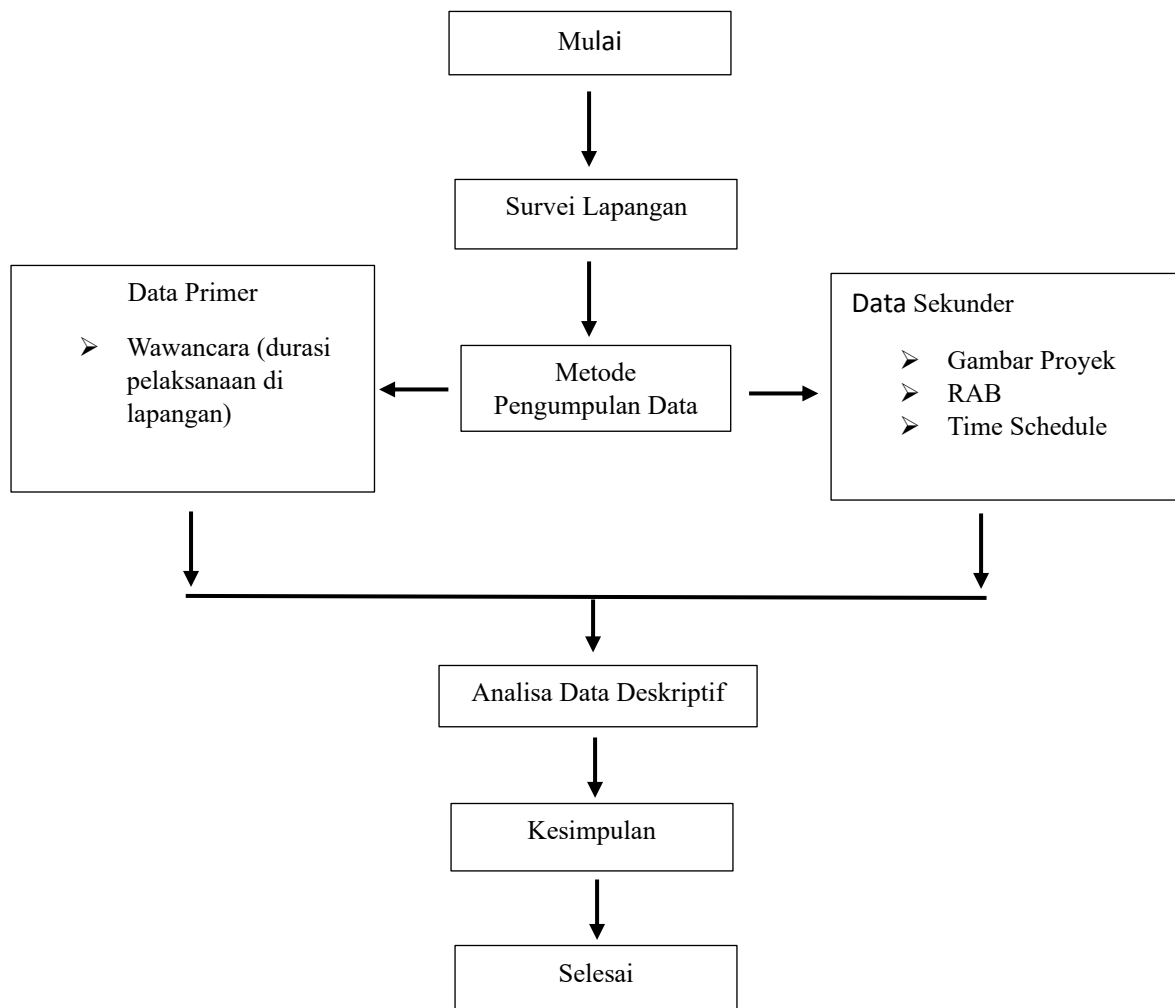 Mulai
Survei Lapangan
Data Primer
➢ Wawancara (durasi
pelaksanaan di
lapangan)
Metode
Pengumpulan Data
Data Sekunder
➢ Gambar Proyek
➢ RAB
➢ Time Schedule
Analisa Data Deskriptif
Kesimpulan
Selesai